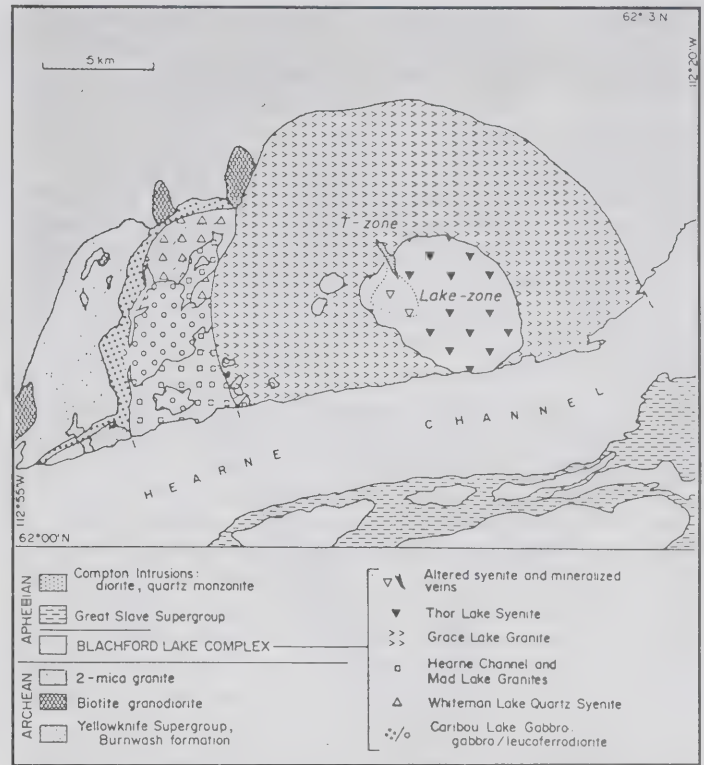 62° 3 N
112°20'W
5 km
T-zone
Lake-zone
HEARNE CHANNEL
112°55'W
62°00'N
APHEBIAN
Compton Intrusions:
diorite, quartz monzonite
Great Slave Supergroup
BLACHFORD LAKE COMPLEX
ARCHEAN
2-mica granite
Biotite granodiorite
Yellowknife Supergroup,
Burnwash formation
Altered syenite and mineralized
veins
Thor Lake Syenite
Grace Lake Granite
Hearne Channel and
Mad Lake Granites
Whiteman Lake Quartz Syenite
Caribou Lake Gabbro
gabbro/leucoferrodiorite